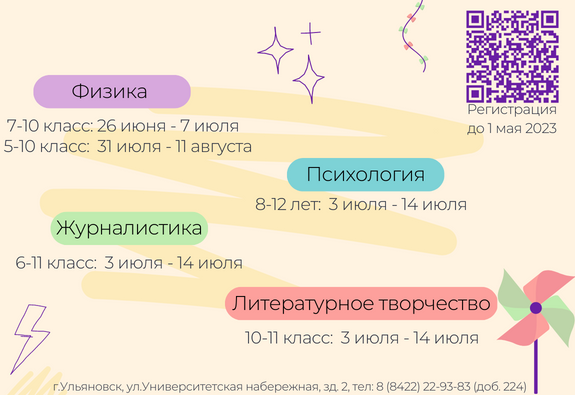 Регистрация
до 1 мая 2023
Физика
7-10 класс: 26 июня - 7 июля
5-10 класс: 31 июля - 11 августа
Психология
8-12 лет: 3 июля - 14 июля
Журналистика
6-11 класс: 3 июля - 14 июля
Литературное творчество
10-11 класс: 3 июля - 14 июля
г.Ульяновск, ул.Университетская набережная, зд. 2, тел: 8 (8422) 22-93-83 (доб. 224)